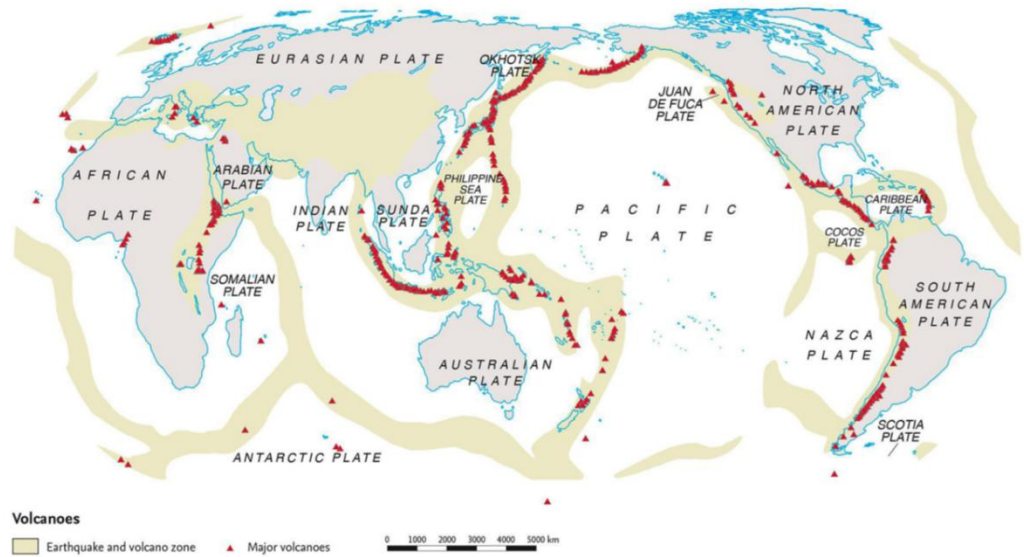 EURASIAN PLATE
OKHOTSK
PLATE
JUAN
DE FUCA
PLATE
NORTH
AMERICAN
PLATE
AFRICAN
PLATE
ARABIAN
PLATE
INDIAN
PLATE
SUNDA
PLATE
PHILIPPINE
SEA
PLATE
PACIFIC
PLATE
CARIBBEAN
PLATE
COCOS
PLATE
SOMALIAN
PLATE
SOUTH
AMERICAN
PLATE
NAZCA
PLATE
AUSTRALIAN
PLATE
SCOTIA
PLATE
ANTARCTIC PLATE
Volcanoes
Earthquake and volcano zone
Major volcanoes
0 1000 2000 3000 4000 5000 km